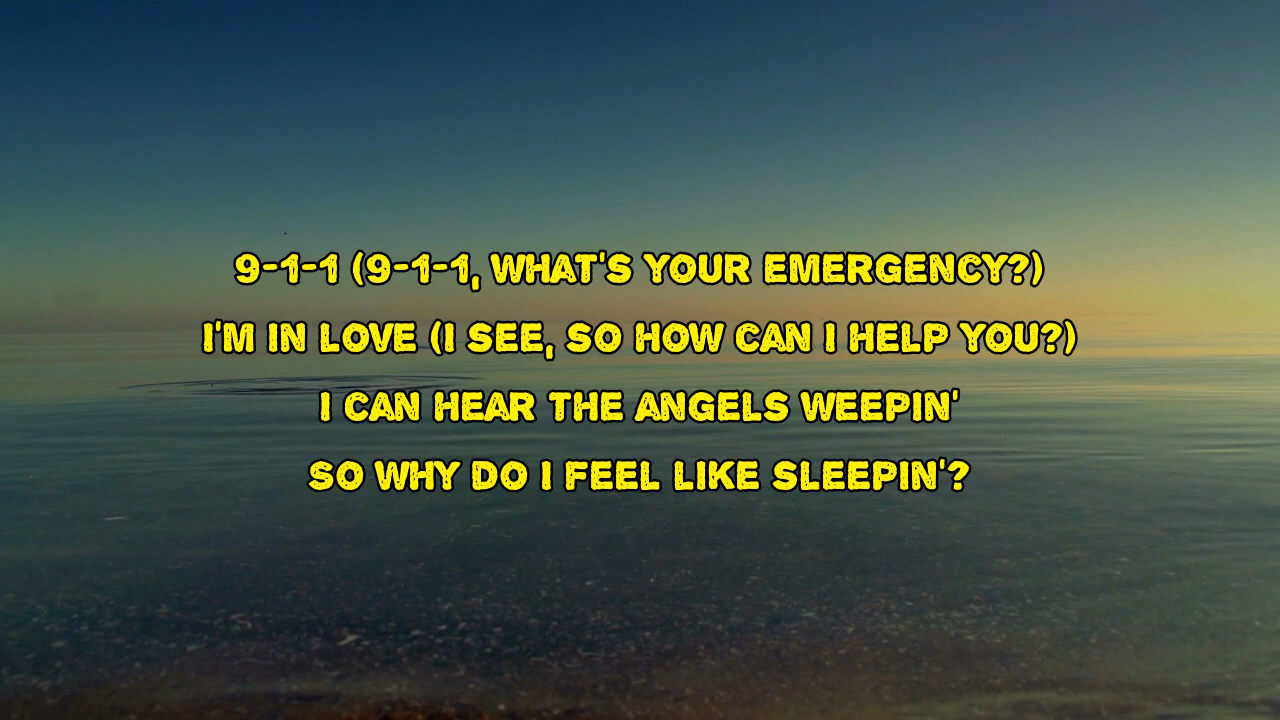 9-1-1 (9-1-1, WHAT'S YOUR EMERGENCY?)
I'M IN LOVE (I SEE, SO HOW CAN I HELP YOU?)
I CAN HEAR THE ANGELS WEEPIN'
SO WHY DO I FEEL LIKE SLEEPIN'?